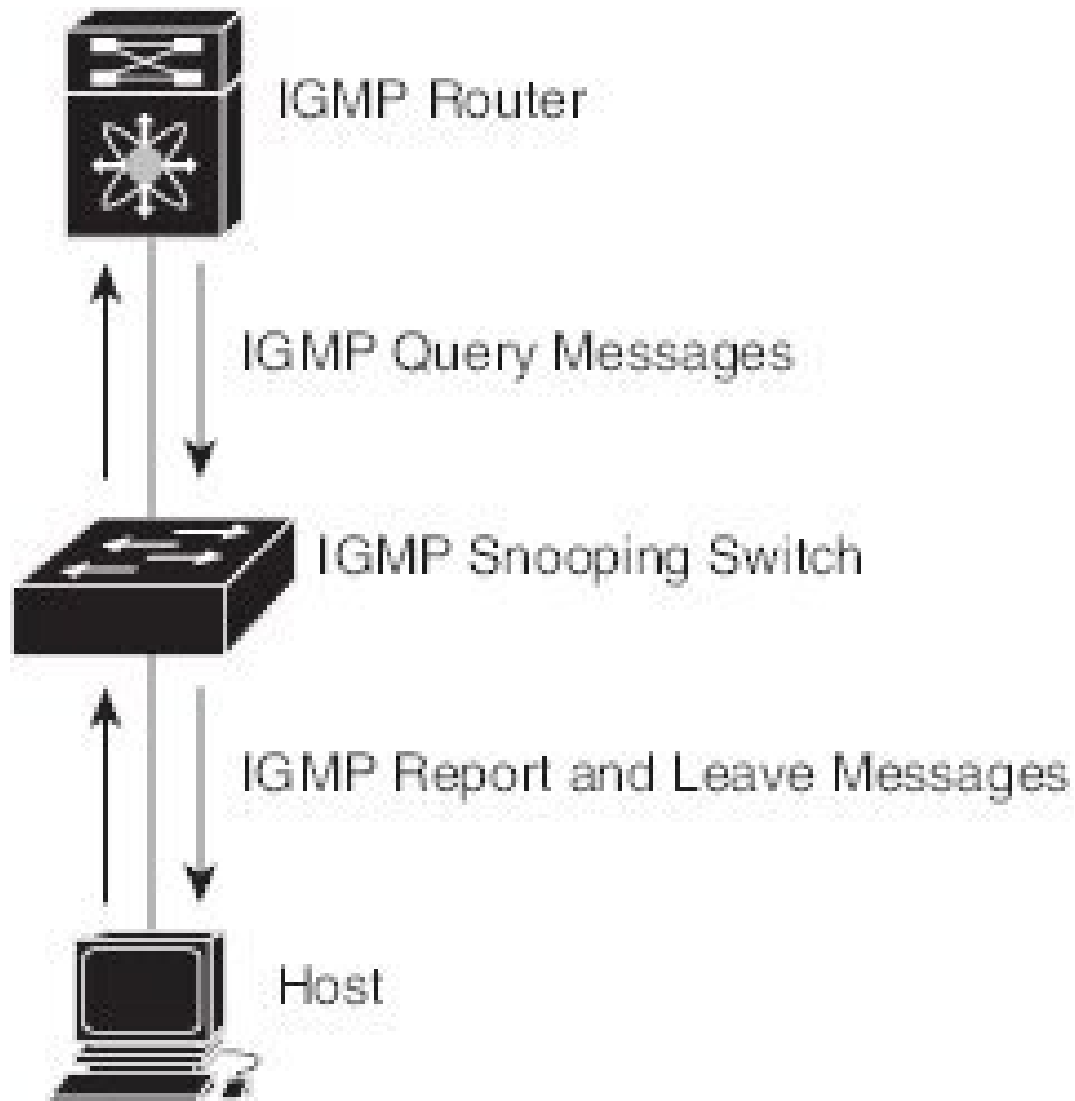 IGMP Router
IGMP Query Messages
IGMP Snooping Switch
IGMP Report and Leave Messages
Host